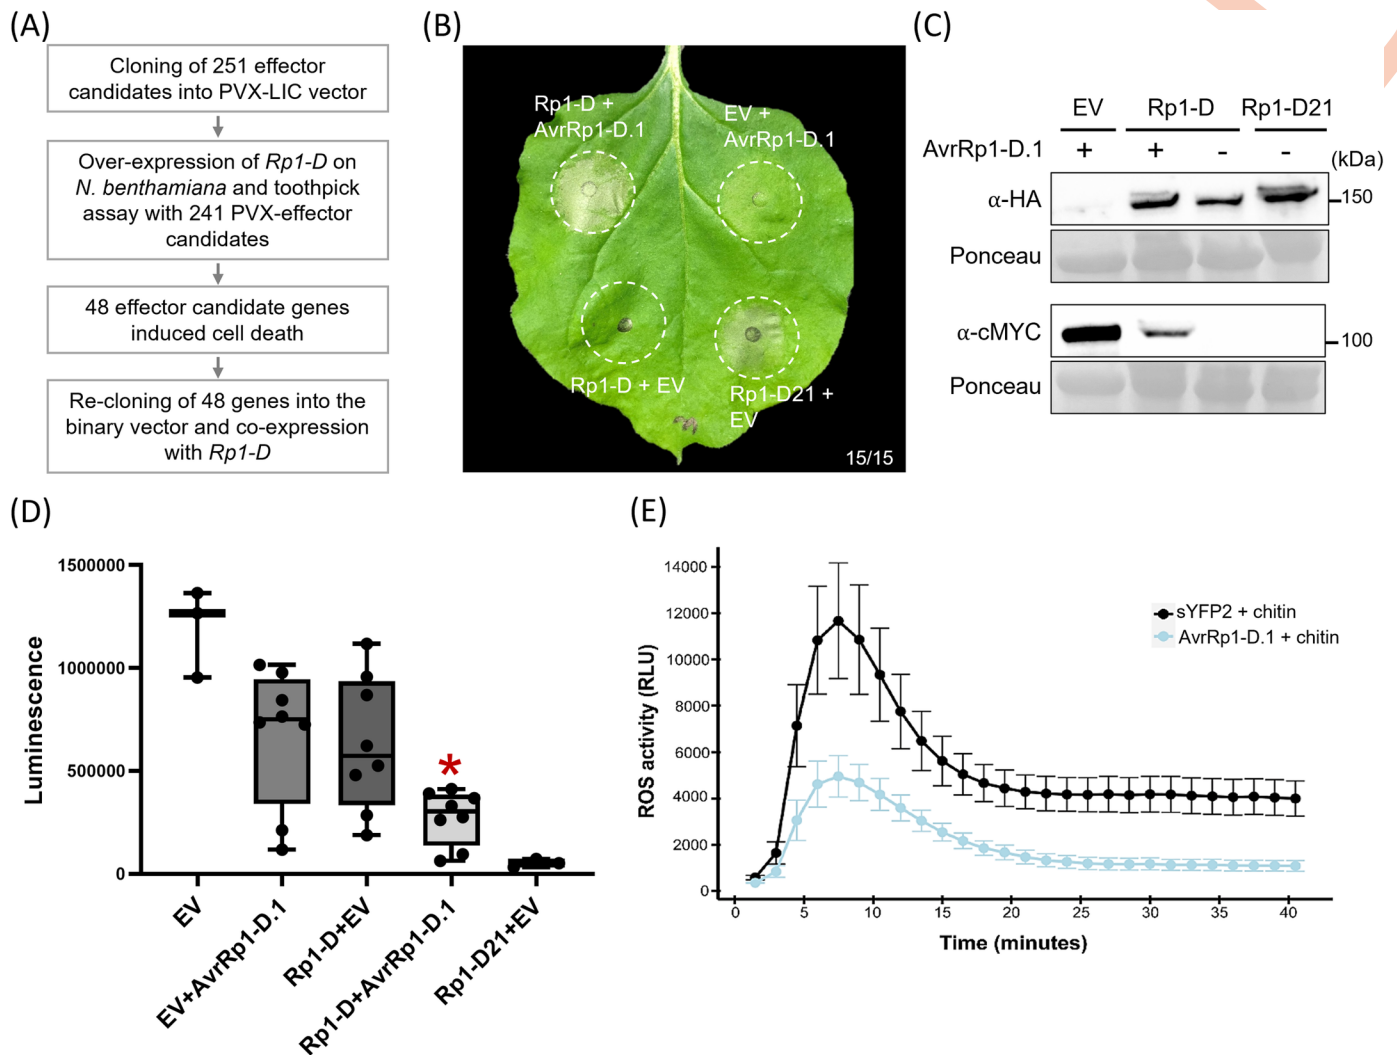 (A)
Cloning of 251 effector
candidates into PVX-LIC vector
Over-expression of Rp1-D on
N. benthamiana and toothpick
assay with 241 PVX-effector
candidates
48 effector candidate genes
induced cell death
Re-cloning of 48 genes into the
binary vector and co-expression
with Rp1-D
(B)
Rp1-D +
AvrRp1-D.1
EV +
AvrRp1-D.1
Rp1-D + EV
Rp1-D21 +
EV
15/15
(C)
EV Rp1-D Rp1-D21
AvrRp1-D.1 + + - - (kDa)
α-HA 150
Ponceau
α-cMYC 100
Ponceau
(D)
Luminescence
1500000
1000000
500000
0
*
EV
EV+AvrRp1-D.1
Rp1-D+EV
Rp1-D+AvrRp1-D.1
Rp1-D21+EV
(E)
ROS activity (RLU)
14000
12000
10000
8000
6000
4000
2000
0
sYFP2 + chitin
AvrRp1-D.1 + chitin
0 5 10 15 20 25 30 35 40
Time (minutes)